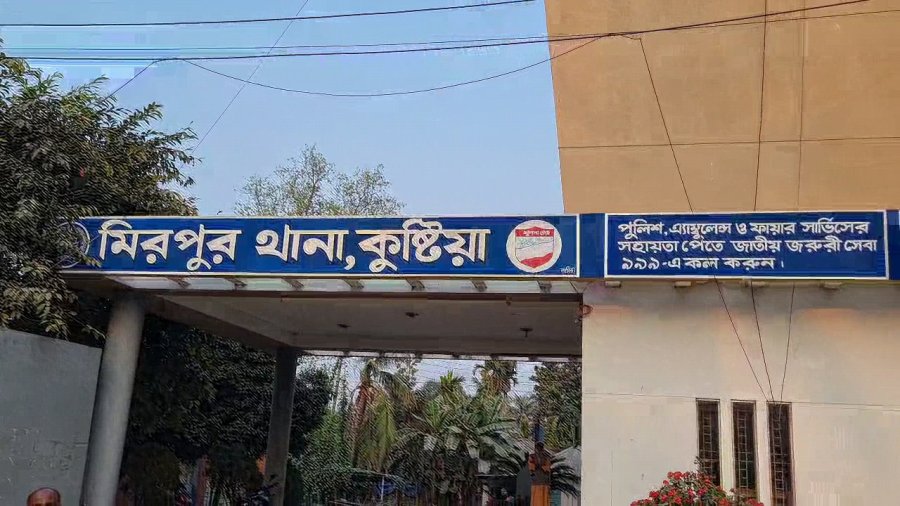 মিরপুর থানা, কুষ্টিয়া
পুলিশ, এ্যাম্বুলেন্স ও ফায়ার সার্ভিসের
সহায়তা পেতে জাতীয় জরুরী সেবা
৯৯৯-এ কল করুন।